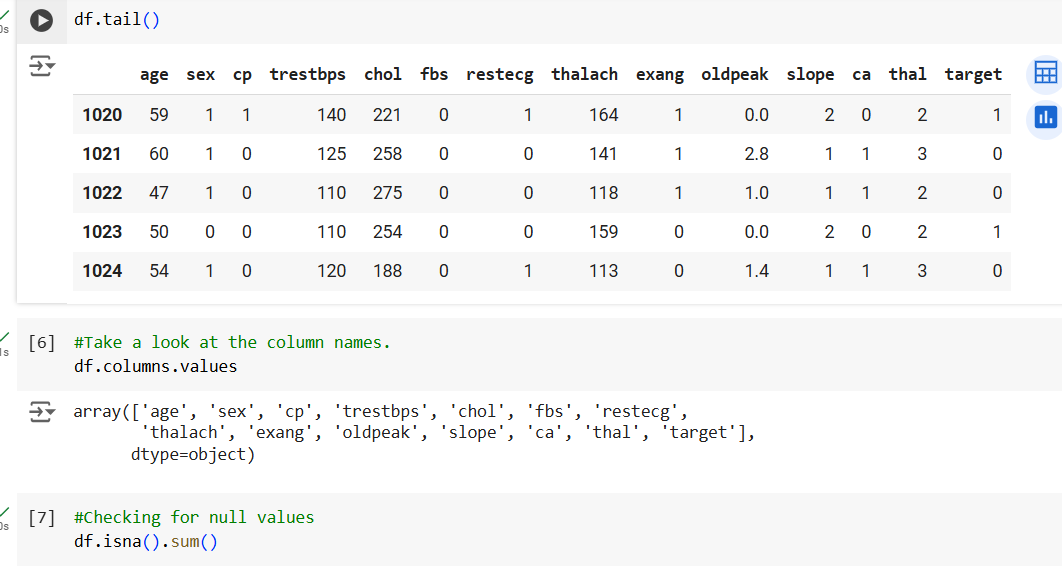 0s df.tail()
age sex cp trestbps chol fbs restecg thalach exang oldpeak slope ca thal target
1020 59 1 1 140 221 0 1 164 1 0.0 2 0 2 1
1021 60 1 0 125 258 0 0 141 1 2.8 1 1 3 0
1022 47 1 0 110 275 0 0 118 1 1.0 1 1 2 0
1023 50 0 0 110 254 0 0 159 0 0.0 2 0 2 1
1024 54 1 0 120 188 0 1 113 0 1.4 1 1 3 0
[6] #Take a look at the column names.
df.columns.values
array(['age', 'sex', 'cp', 'trestbps', 'chol', 'fbs', 'restecg',
'thalach', 'exang', 'oldpeak', 'slope', 'ca', 'thal', 'target'],
dtype=object)
[7] #Checking for null values
0s df.isna().sum()